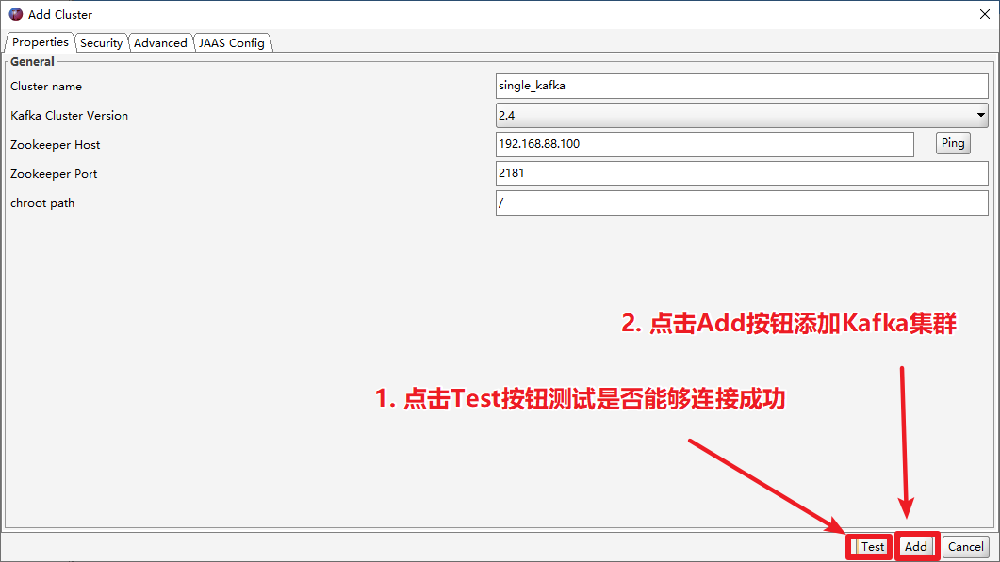 Add Cluster
Properties Security Advanced JAAS Config
General
Cluster name single_kafka
Kafka Cluster Version 2.4
Zookeeper Host 192.168.88.100 Ping
Zookeeper Port 2181
chroot path /
2. 点击Add按钮添加Kafka集群
1. 点击Test按钮测试是否能够连接成功
Test Add Cancel